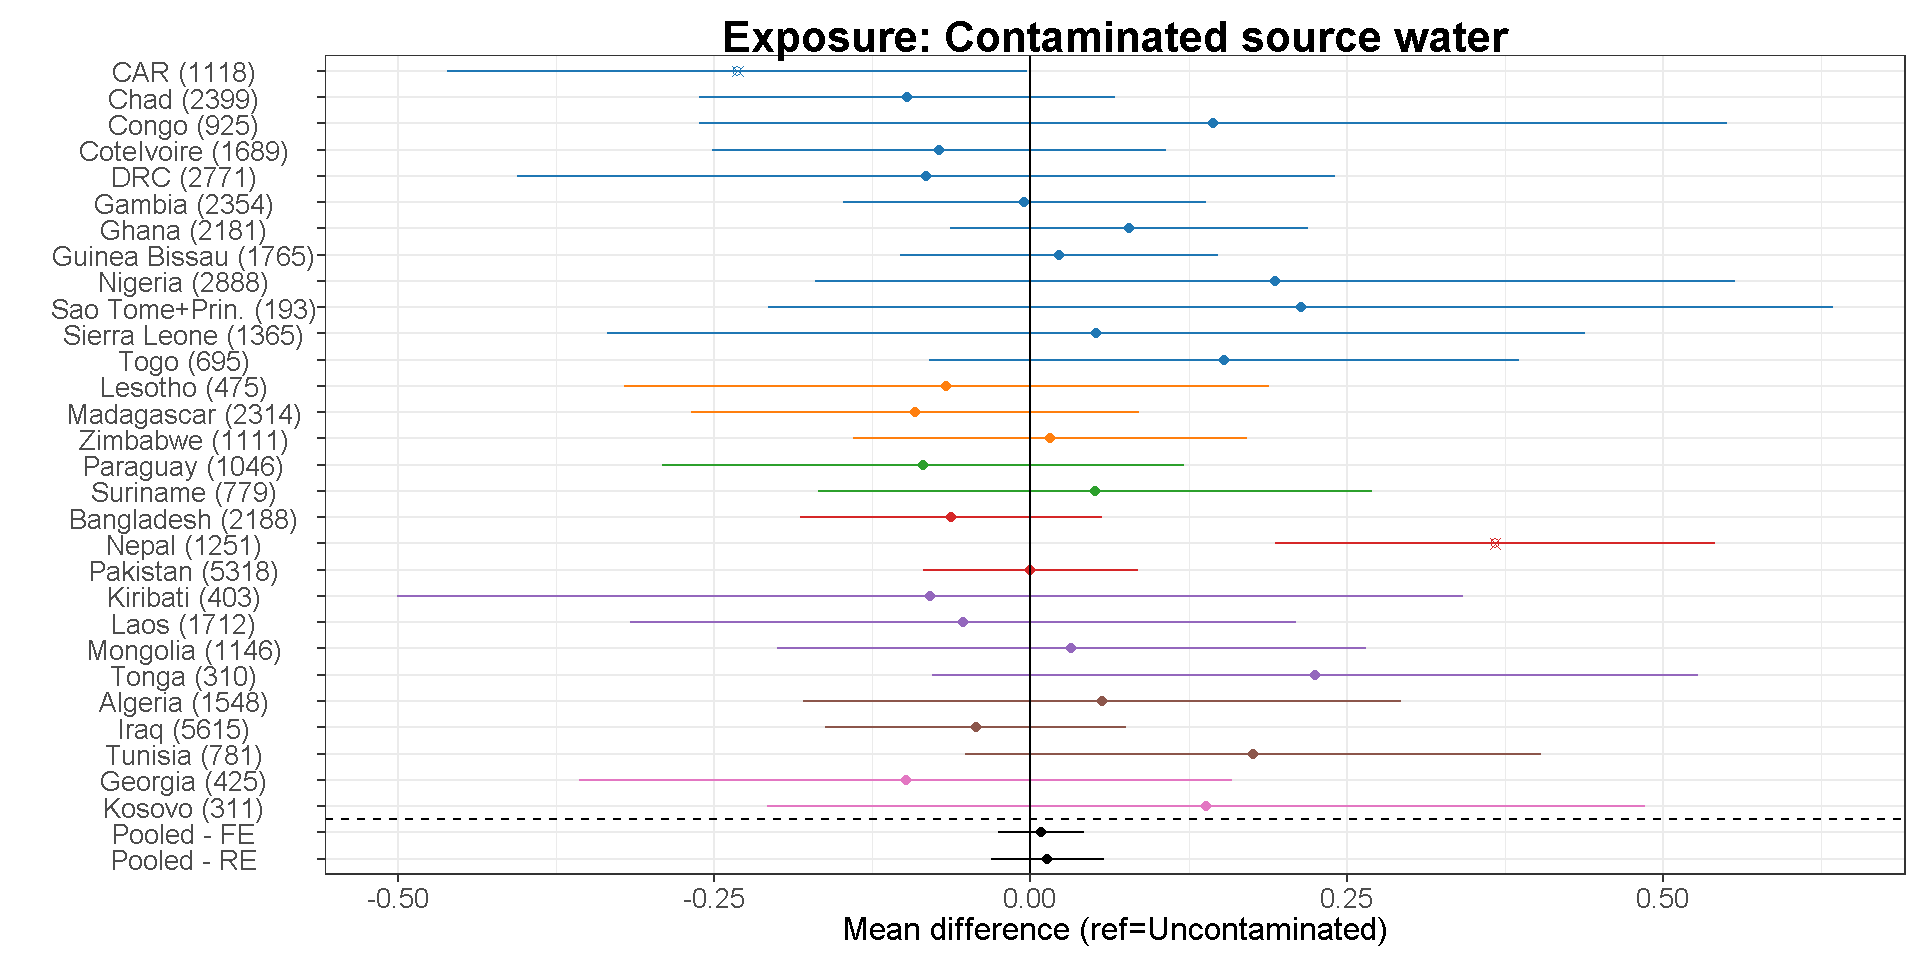 Exposure: Contaminated source water
CAR (1118)
Chad (2399)
Congo (925)
CoteIvoire (1689)
DRC (2771)
Gambia (2354)
Ghana (2181)
Guinea Bissau (1765)
Nigeria (2888)
Sao Tome+Prin. (193)
Sierra Leone (1365)
Togo (695)
Lesotho (475)
Madagascar (2314)
Zimbabwe (1111)
Paraguay (1046)
Suriname (779)
Bangladesh (2188)
Nepal (1251)
Pakistan (5318)
Kiribati (403)
Laos (1712)
Mongolia (1146)
Tonga (310)
Algeria (1548)
Iraq (5615)
Tunisia (781)
Georgia (425)
Kosovo (311)
Pooled - FE
Pooled - RE
-0.50 -0.25 0.00 0.25 0.50
Mean difference (ref=Uncontaminated)